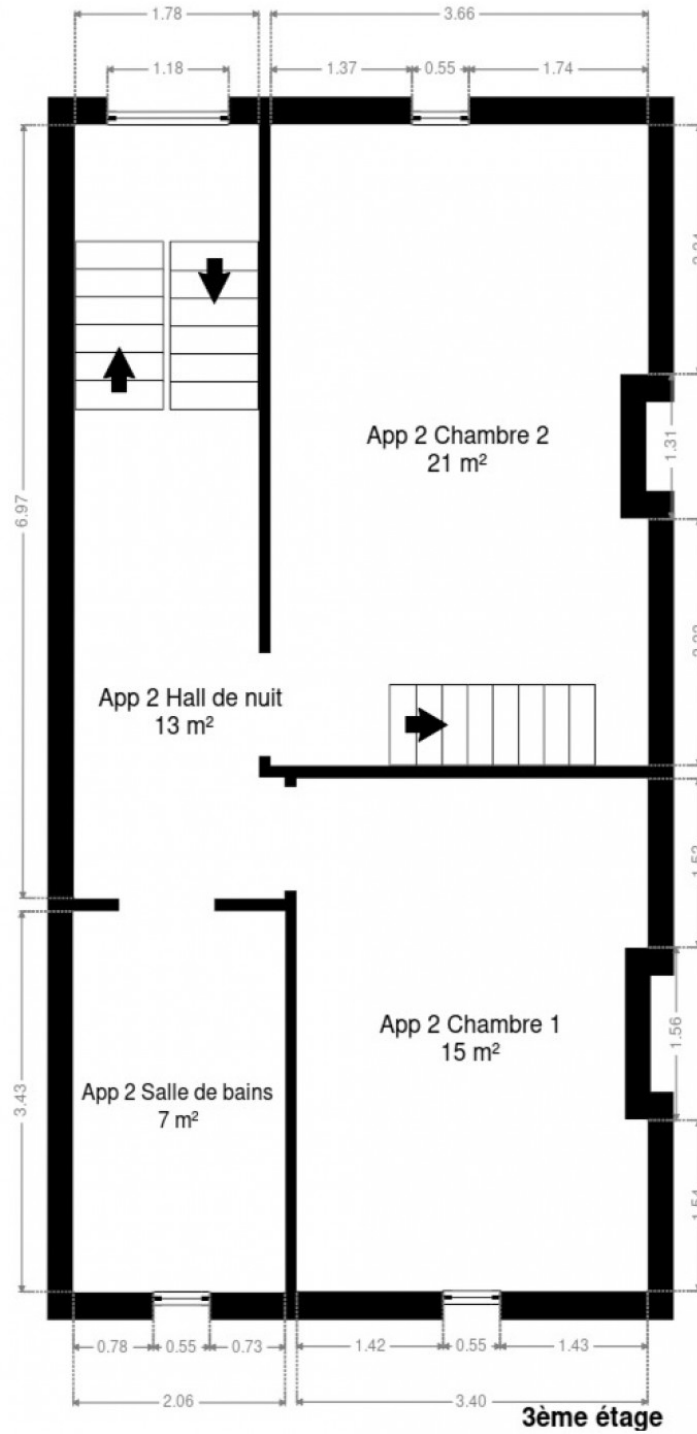 1.78
3.66
1.18
1.37
0.55
1.74
App 2 Chambre 2
21 m²
1.31
6.97
App 2 Hall de nuit
13 m²
App 2 Chambre 1
15 m²
1.56
App 2 Salle de bains
7 m²
3.43
0.78
0.55
0.73
1.42
0.55
1.43
2.06
3.40
3ème étage